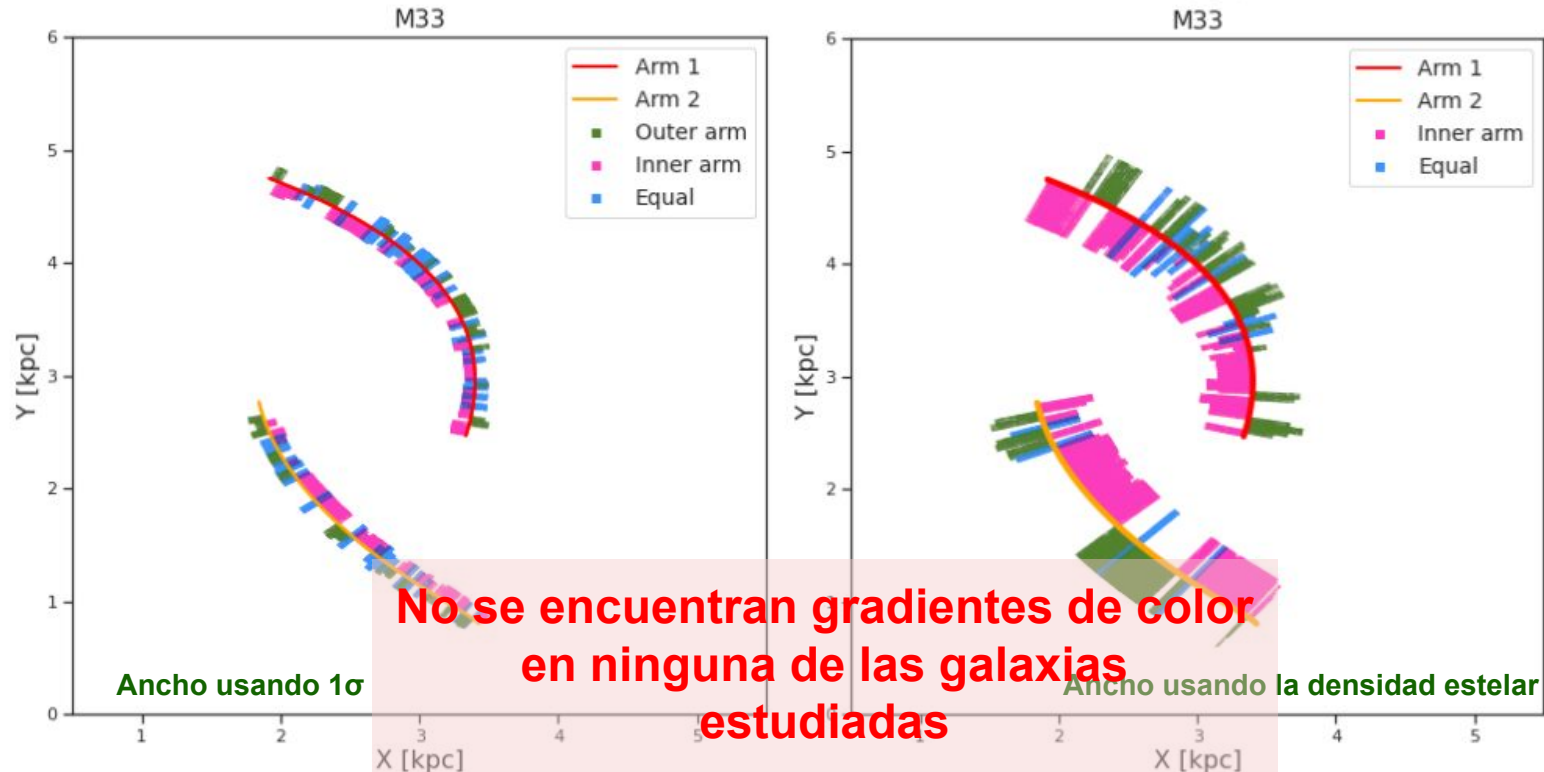 M33
6
5
4
3
2
1
0
Y [kpc]
Arm 1
Arm 2
Outer arm
Inner arm
Equal
Ancho usando 1σ
1
2
3
4
5
X [kpc]
M33
6
5
4
3
2
Y [kpc]
Arm 1
Arm 2
Inner arm
Equal
Ancho usando la densidad estelar
1
2
3
4
5
X [kpc]
No se encuentran gradientes de color
en ninguna de las galaxias
estudiadas